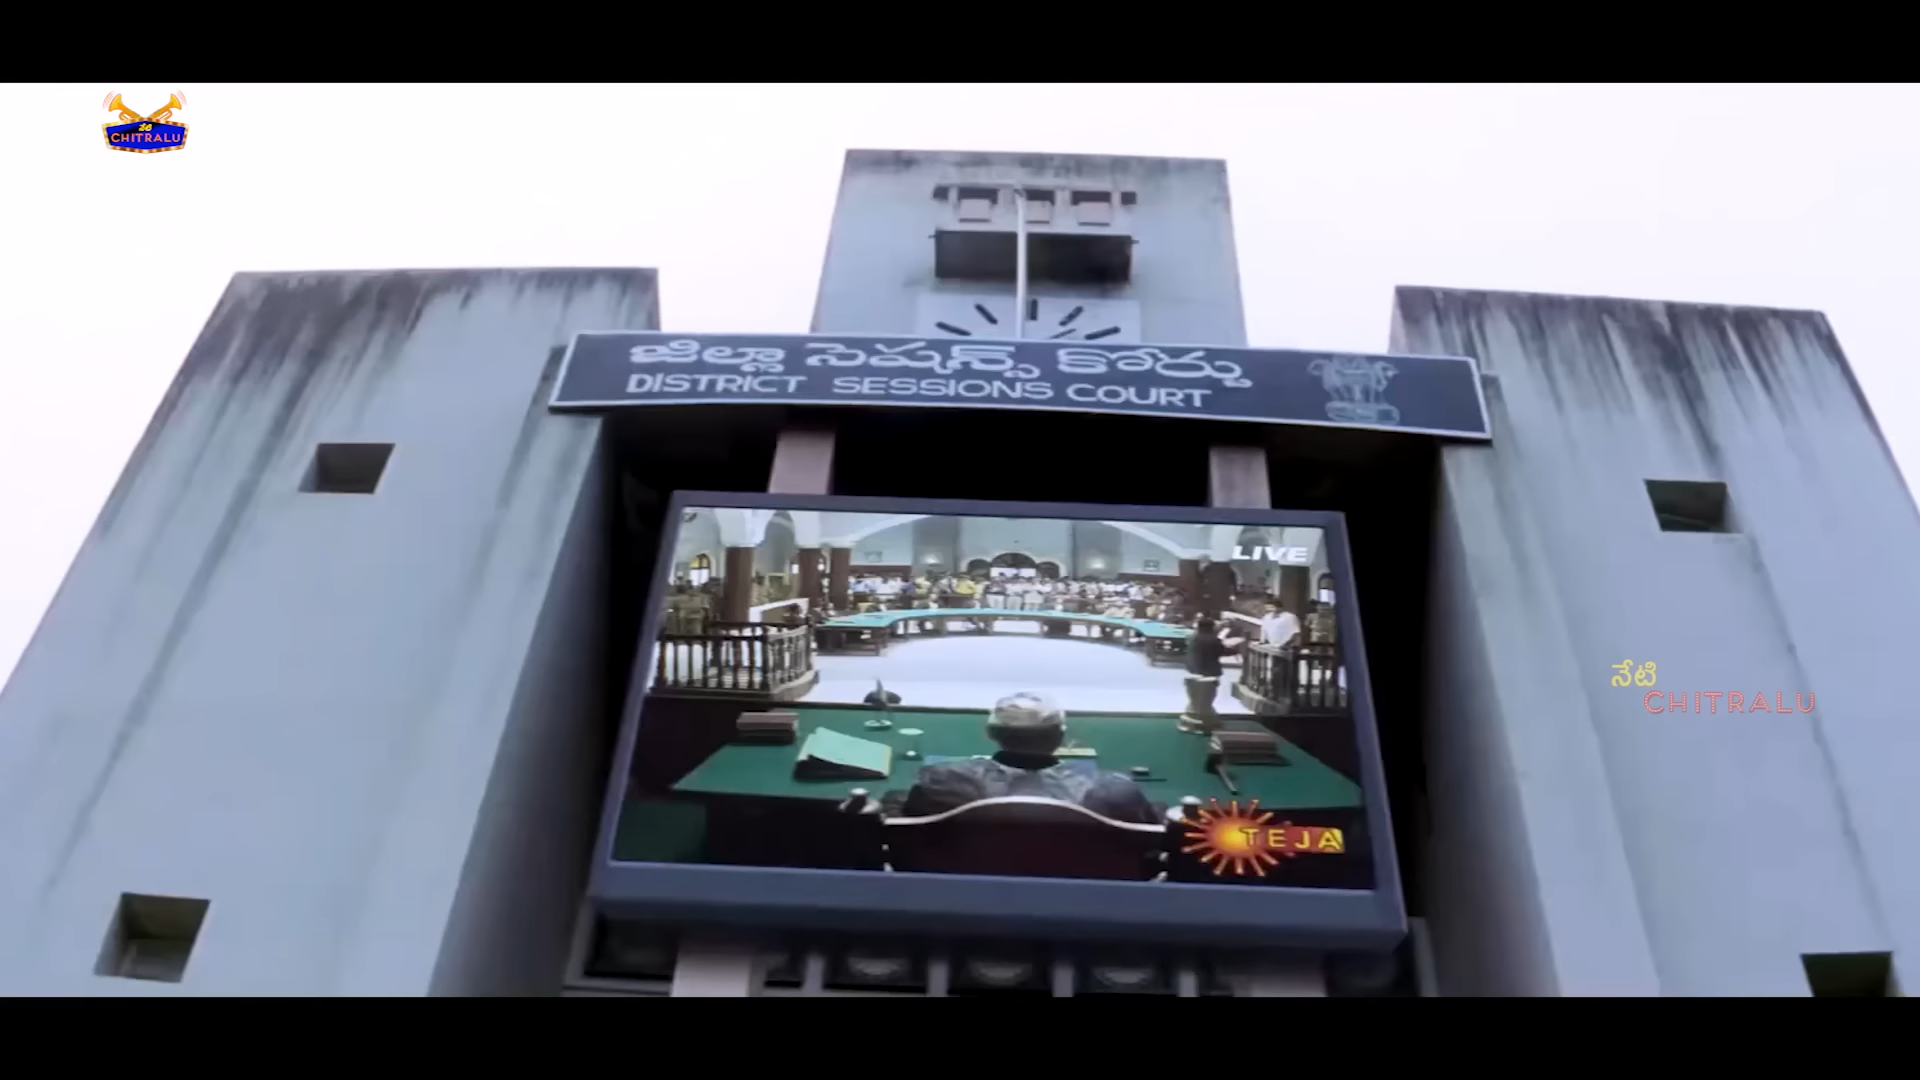 నేటి
CHITRALU
జిల్లా సెషన్స్ కోర్టు
DISTRICT SESSIONS COURT
LIVE
నేటి
CHITRALU
TEJA